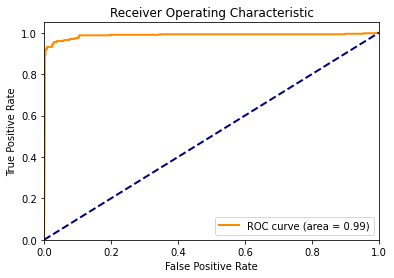 Receiver Operating Characteristic
1.0
0.8
0.6
0.4
0.2
0.0
True Positive Rate
ROC curve (area = 0.99)
0.0 0.2 0.4 0.6 0.8 1.0
False Positive Rate